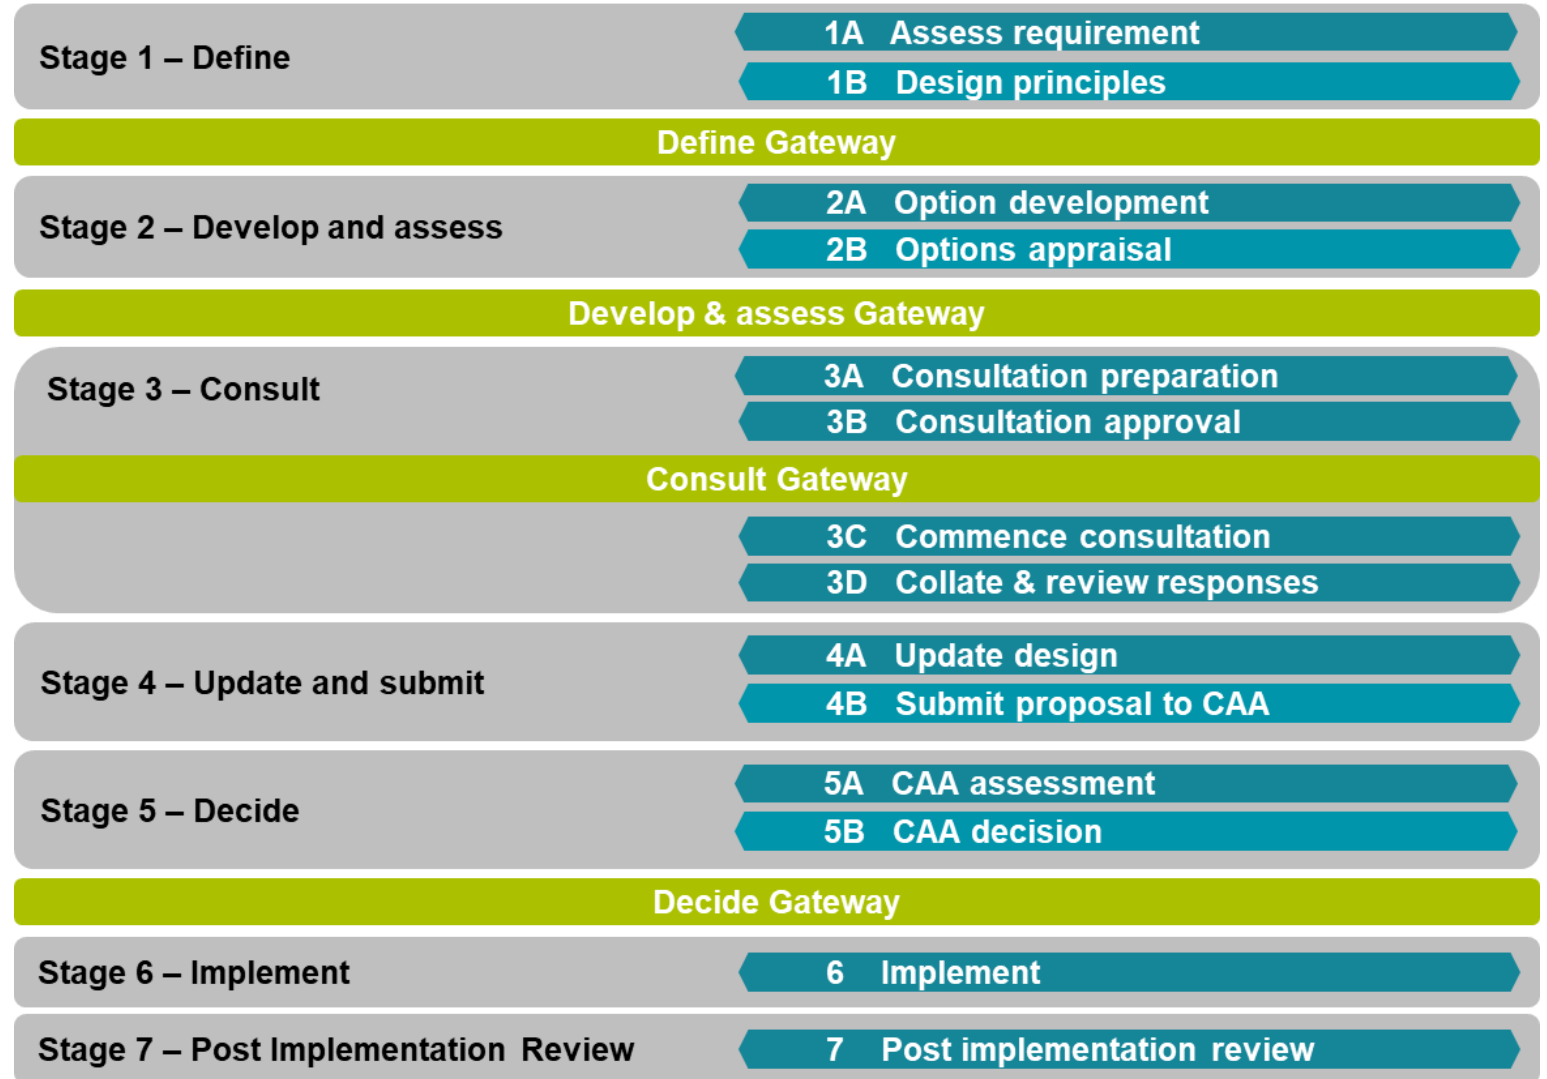 Stage 1 – Define
1A Assess requirement
1B Design principles
Define Gateway
Stage 2 – Develop and assess
2A Option development
2B Options appraisal
Develop & assess Gateway
Stage 3 – Consult
3A Consultation preparation
3B Consultation approval
Consult Gateway
3C Commence consultation
3D Collate & review responses
Stage 4 – Update and submit
4A Update design
4B Submit proposal to CAA
Stage 5 – Decide
5A CAA assessment
5B CAA decision
Decide Gateway
Stage 6 – Implement
6 Implement
Stage 7 – Post Implementation Review
7 Post implementation review